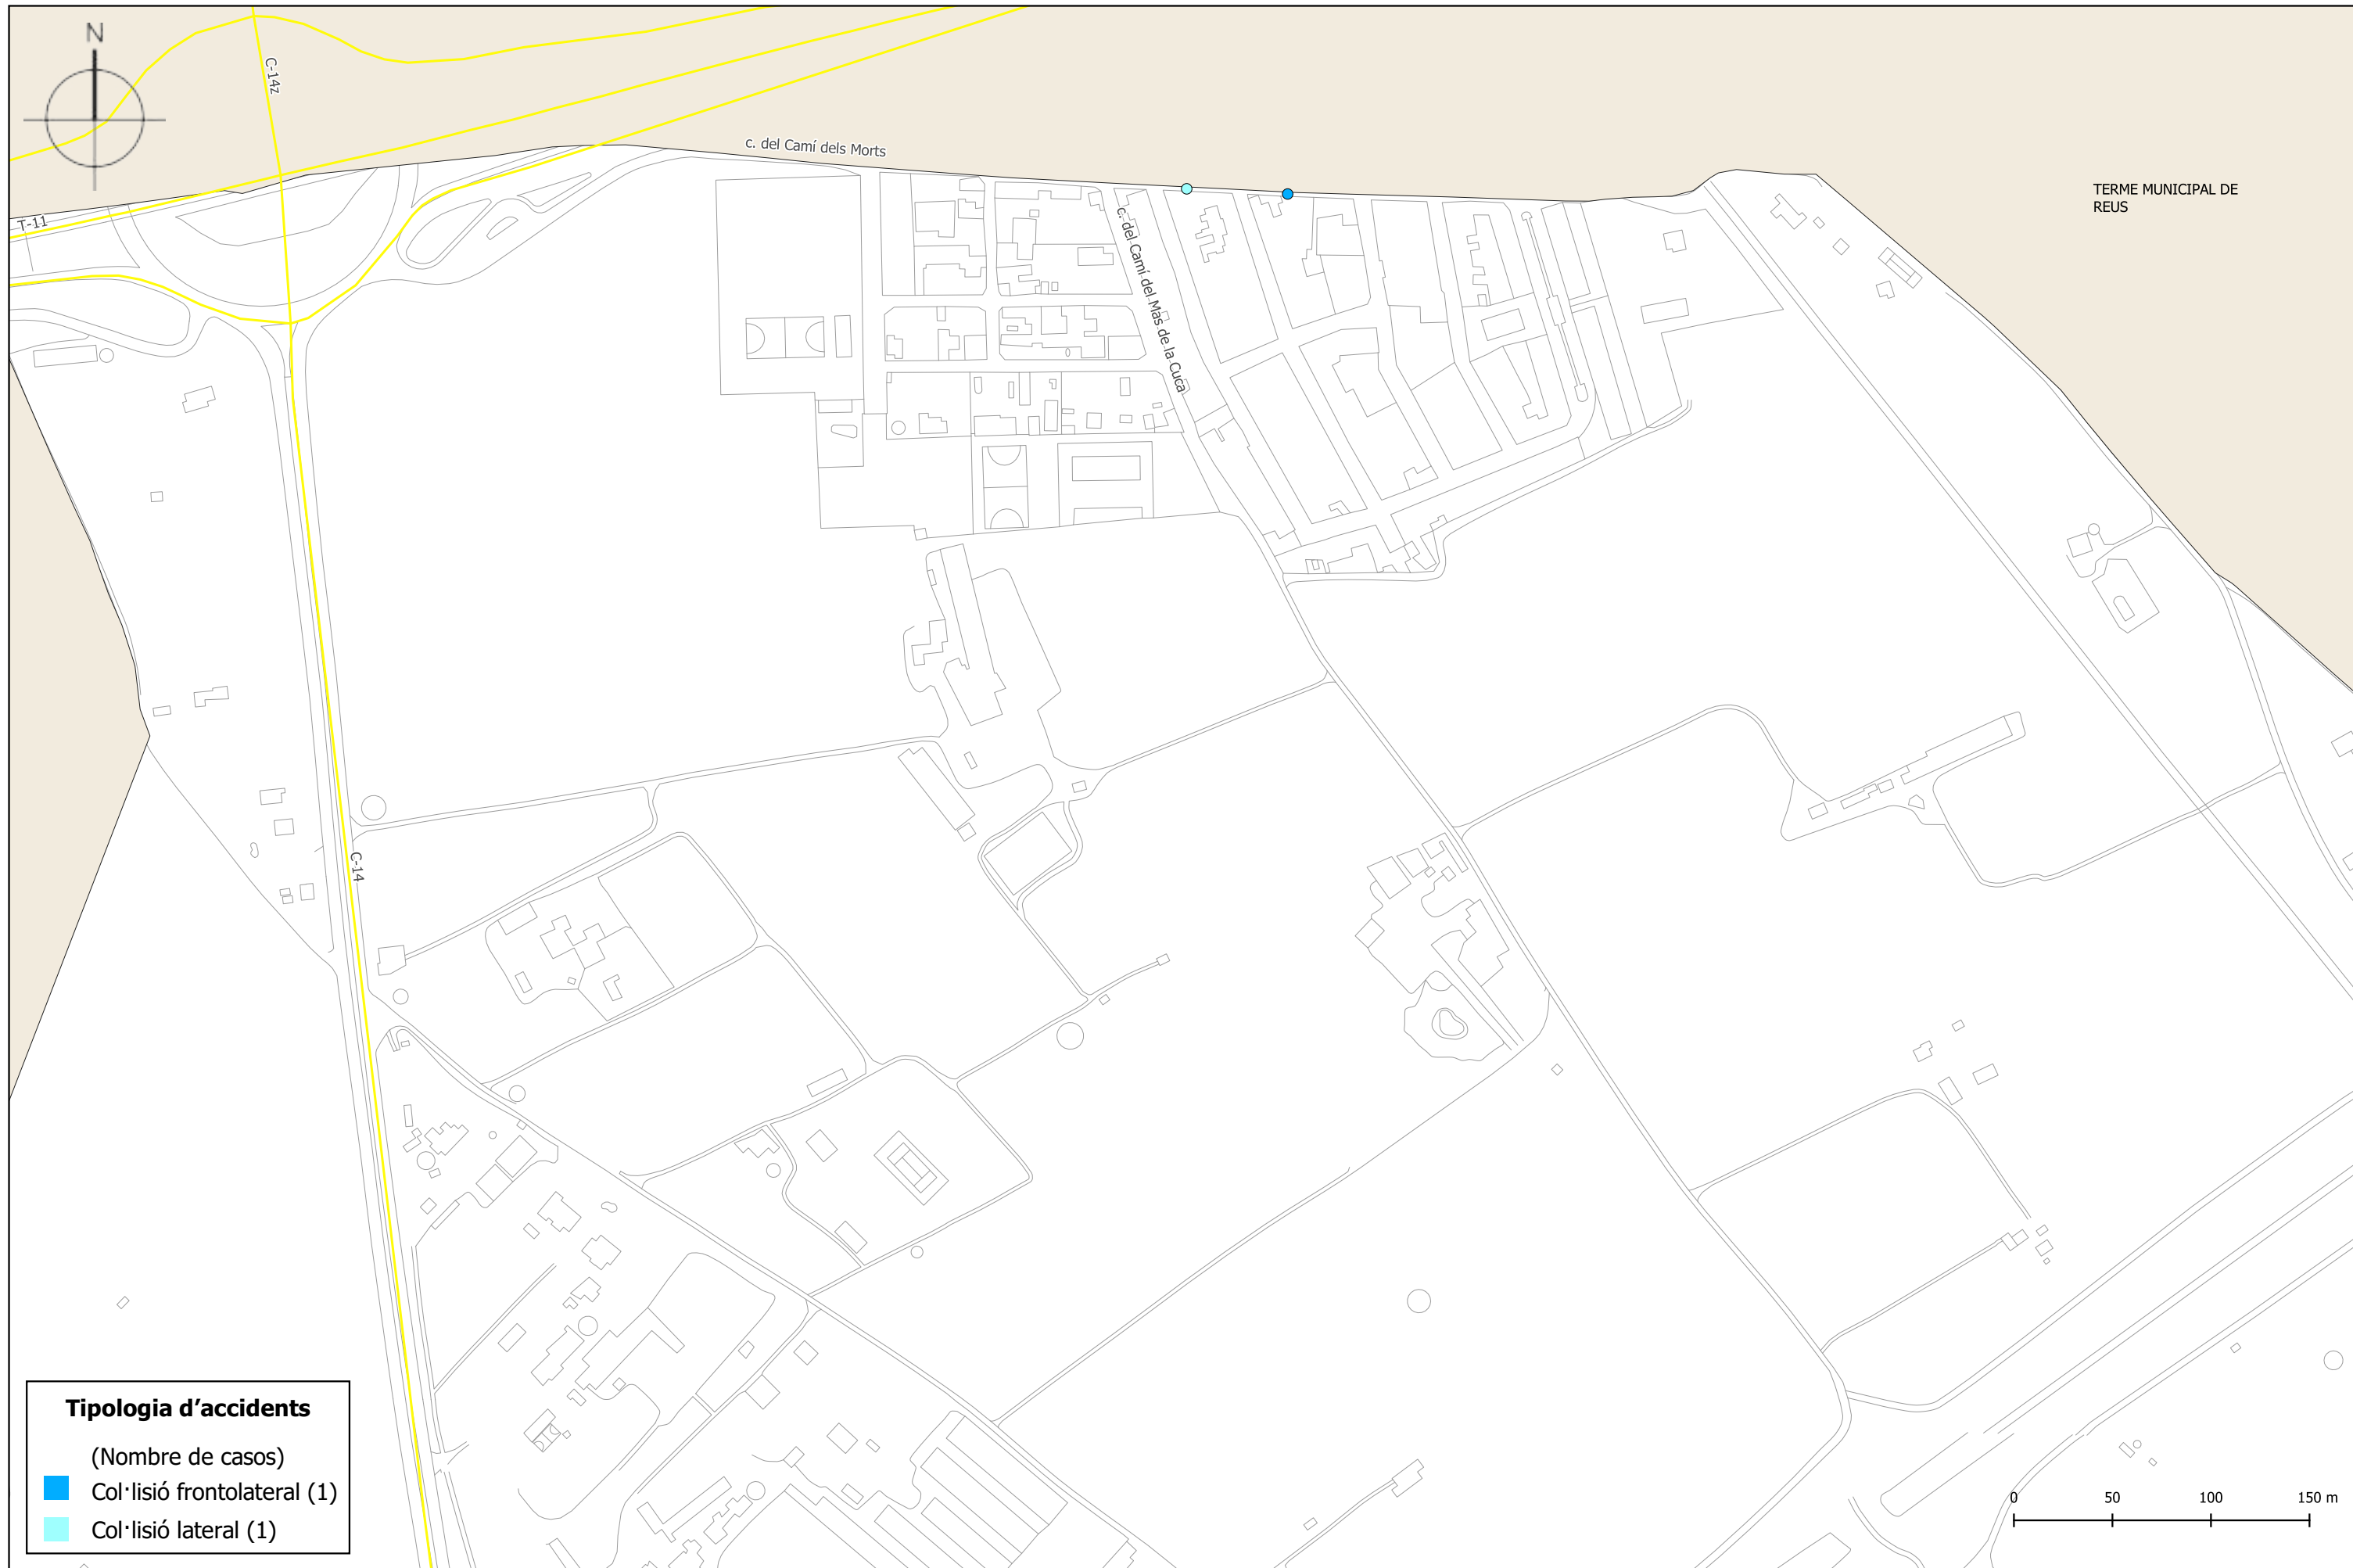 N
C-14z
c. del Camí dels Morts
TERME MUNICIPAL DE
REUS
T-11
c. del Camí del Mas de la Cuca
C-14
Tipologia d'accidents
(Nombre de casos)
Col·lisió frontolateral (1)
Col·lisió lateral (1)
0 50 100 150 m